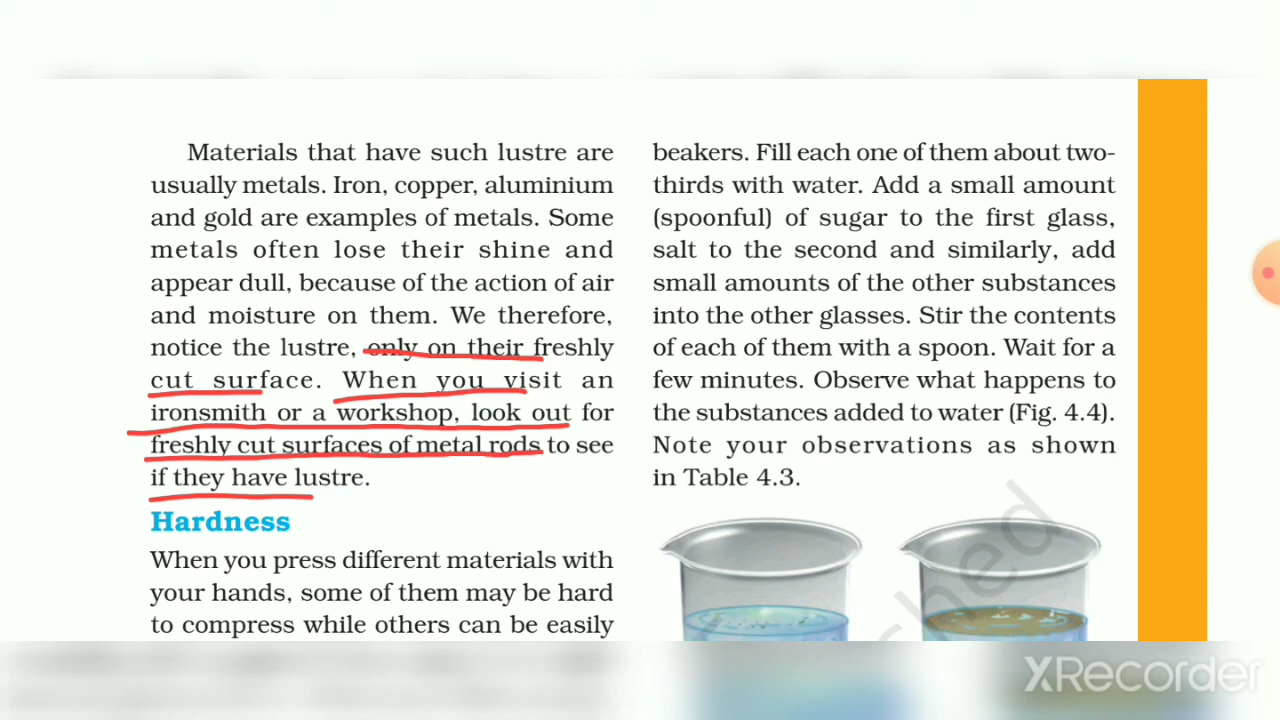 Materials that have such lustre are
usually metals. Iron, copper, aluminium
and gold are examples of metals. Some
metals often lose their shine and
appear dull, because of the action of air
and moisture on them. We therefore,
notice the lustre, only on their freshly
cut surface. When you visit an
ironsmith or a workshop, look out for
freshly cut surfaces of metal rods to see
if they have lustre.
Hardness
When you press different materials with
your hands, some of them may be hard
to compress while others can be easily
beakers. Fill each one of them about two-
thirds with water. Add a small amount
(spoonful) of sugar to the first glass,
salt to the second and similarly, add
small amounts of the other substances
into the other glasses. Stir the contents
of each of them with a spoon. Wait for a
few minutes. Observe what happens to
the substances added to water (Fig. 4.4).
Note your observations as shown
in Table 4.3.
XRecorder